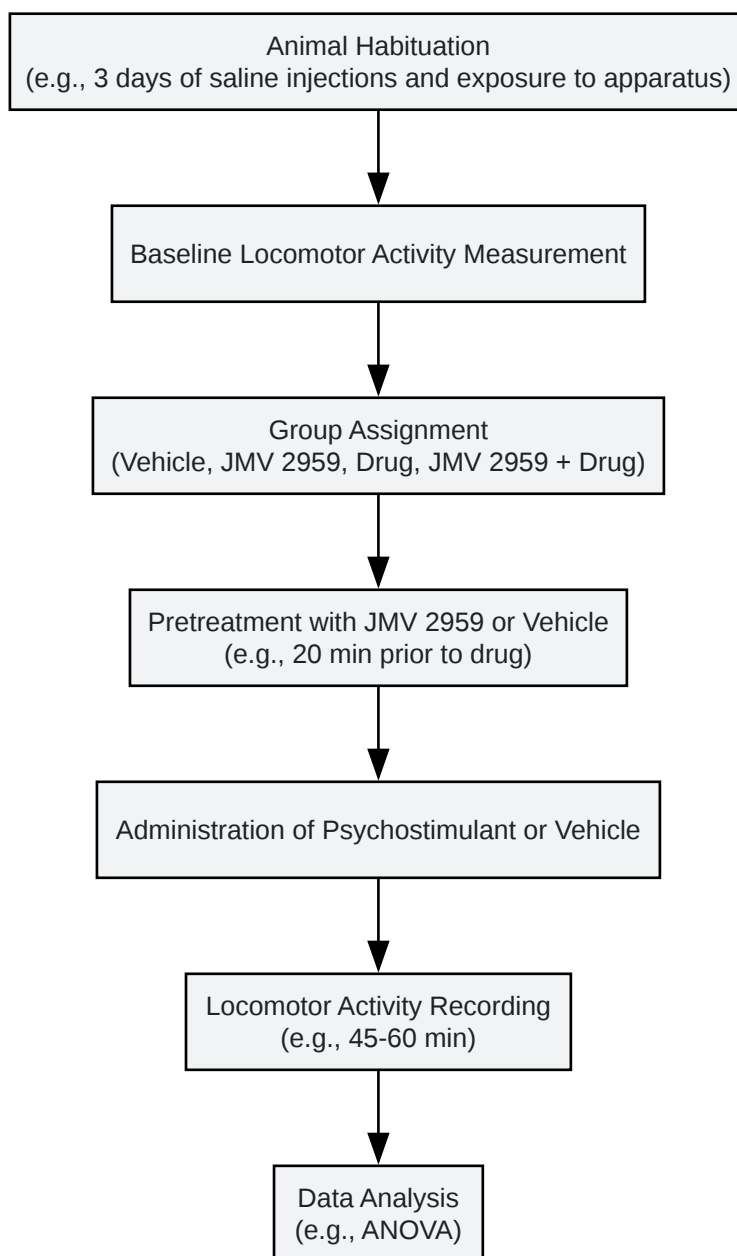 Animal Habituation
(e.g., 3 days of saline injections and exposure to apparatus)
Baseline Locomotor Activity Measurement
Group Assignment
(Vehicle, JMV 2959, Drug, JMV 2959 + Drug)
Pretreatment with JMV 2959 or Vehicle
(e.g., 20 min prior to drug)
Administration of Psychostimulant or Vehicle
Locomotor Activity Recording
(e.g., 45-60 min)
Data Analysis
(e.g., ANOVA)